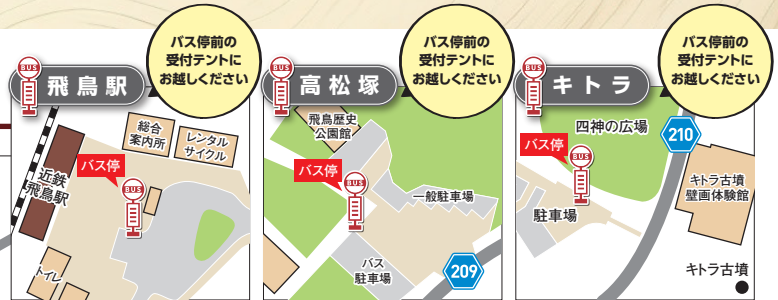 バス停前の
受付テントに
お越しください
BUS
飛鳥駅
総合
案内所
レンタル
サイクル
バス停
BUS
近鉄
飛鳥駅
トイレ
バス停前の
受付テントに
お越しください
BUS
高松塚
飛鳥歴史
公園館
バス停
BUS
一般駐車場
バス
駐車場
209
バス停前の
受付テントに
お越しください
BUS
キトラ
四神の広場
210
バス停
BUS
キトラ古墳
壁画体験館
駐車場
キトラ古墳